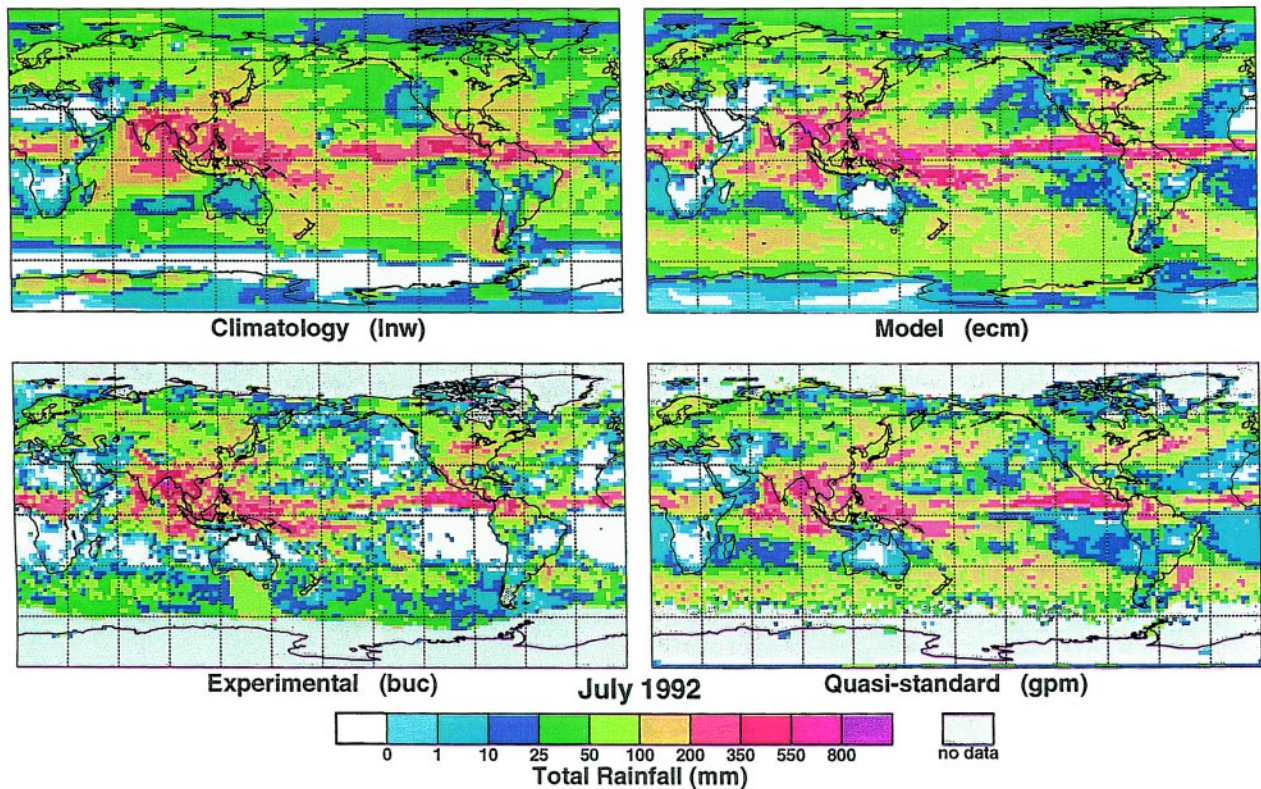 Climatology (lnw) Model (ecm)
Experimental (buc) July 1992 Quasi-standard (gpm)
0 1 10 25 50 100 200 350 550 800 no data
Total Rainfall (mm)